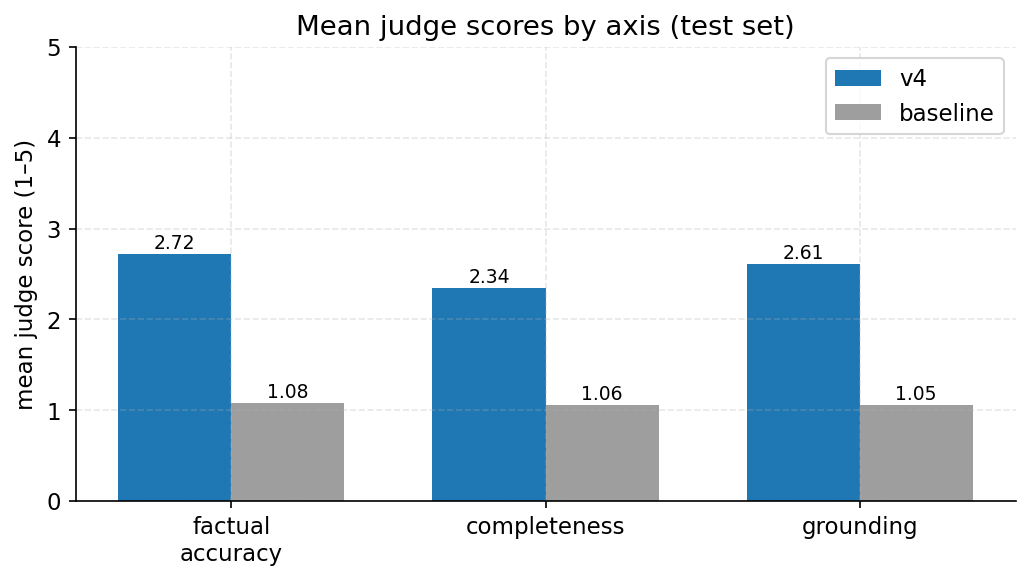 Mean judge scores by axis (test set)
mean judge score (1–5)
5
4
3
2
1
0
v4
baseline
2.72
1.08
2.34
1.06
2.61
1.05
factual
accuracy
completeness
grounding